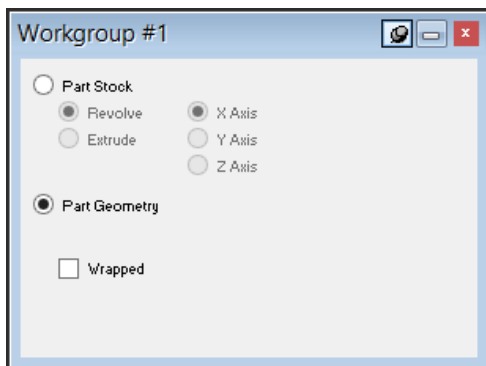 Workgroup #1
Part Stock
Revolve X Axis
Extrude Y Axis
Z Axis
Part Geometry
Wrapped